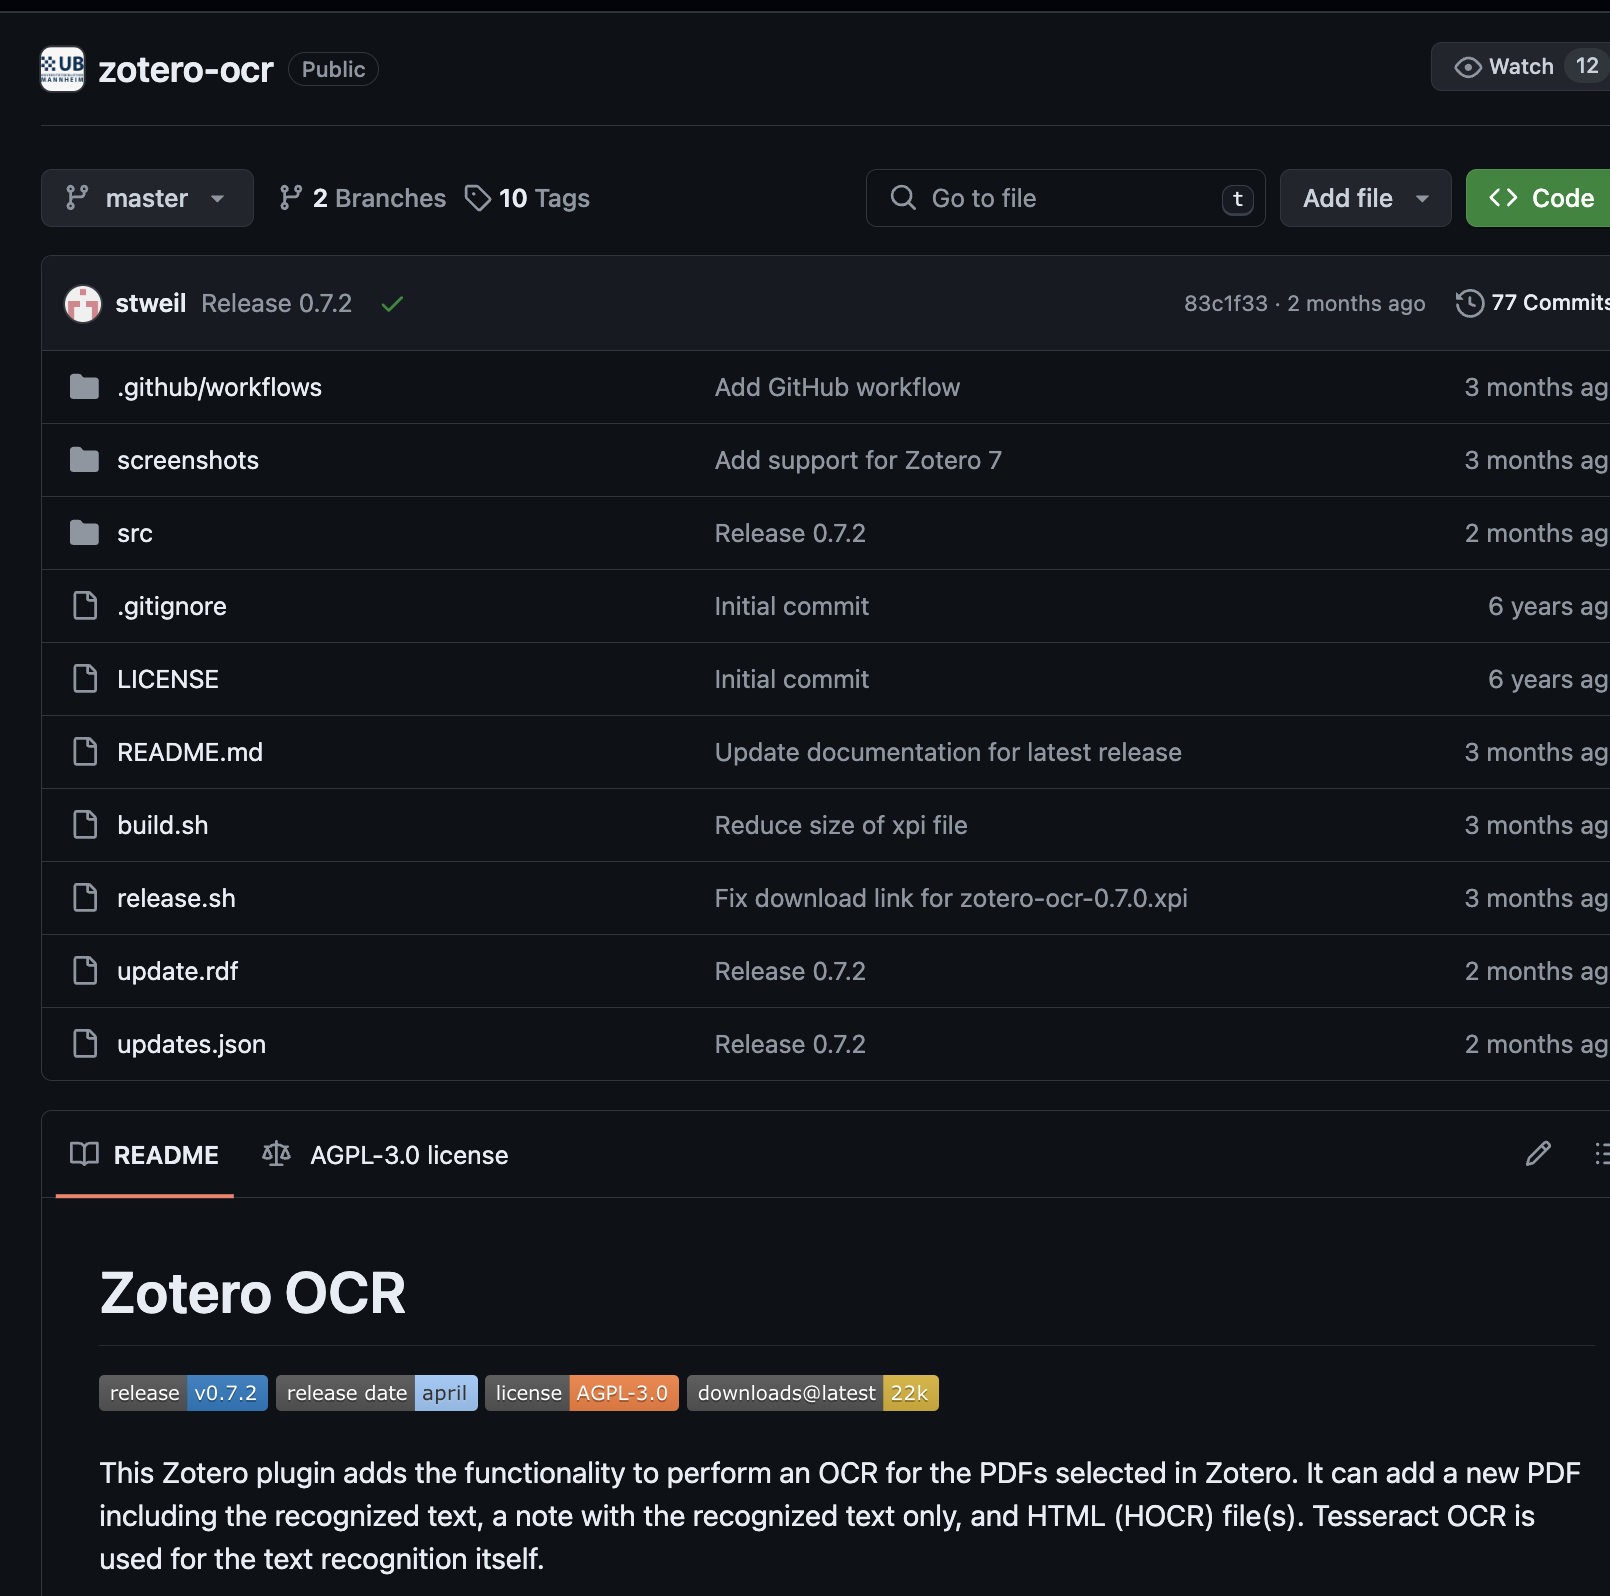 UB
MANNHEIM
zotero-ocr Public Watch 12
master 2 Branches 10 Tags Go to file t Add file Code
stweil Release 0.7.2 83c1f33 · 2 months ago 77 Commits
.github/workflows Add GitHub workflow 3 months ag
screenshots Add support for Zotero 7 3 months ag
src Release 0.7.2 2 months ag
.gitignore Initial commit 6 years ag
LICENSE Initial commit 6 years ag
README.md Update documentation for latest release 3 months ag
build.sh Reduce size of xpi file 3 months ag
release.sh Fix download link for zotero-ocr-0.7.0.xpi 3 months ag
update.rdf Release 0.7.2 2 months ag
updates.json Release 0.7.2 2 months ag
README AGPL-3.0 license
Zotero OCR
release v0.7.2 release date april license AGPL-3.0 downloads@latest 22k
This Zotero plugin adds the functionality to perform an OCR for the PDFs selected in Zotero. It can add a new PDF
including the recognized text, a note with the recognized text only, and HTML (HOCR) file(s). Tesseract OCR is
used for the text recognition itself.